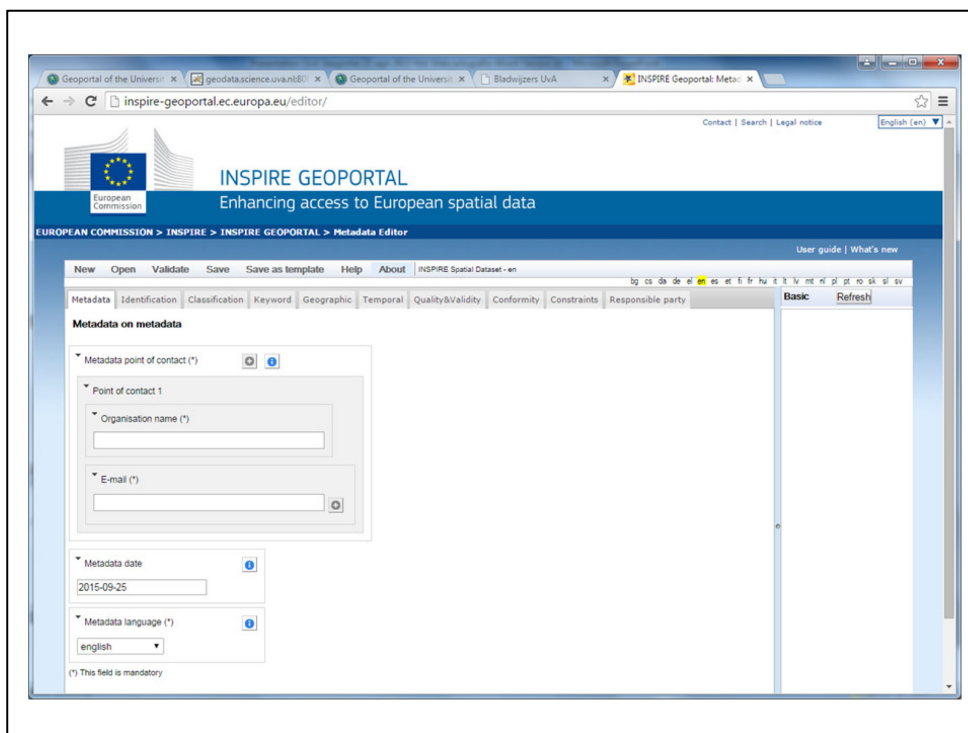 Geoportal of the Universit geodata.science.uva.nl:80 Geoportal of the Universit Bladwijzers UvA INSPIRE Geoportal: Metad
inspire-geoportal.ec.europa.eu/editor/
Contact | Search | Legal notice English (en)
European
Commission
INSPIRE GEOPORTAL
Enhancing access to European spatial data
EUROPEAN COMMISSION > INSPIRE > INSPIRE GEOPORTAL > Metadata Editor
User guide | What's new
New Open Validate Save Save as template Help About INSPIRE Spatial Dataset - en
bg cs da de el en es et fi fr hu it lt lv mt nl pl pt ro sk sl sv
Metadata Identification Classification Keyword Geographic Temporal Quality&Validity Conformity Constraints Responsible party
Basic Refresh
Metadata on metadata
Metadata point of contact (*)
Point of contact 1
Organisation name (*)
E-mail (*)
Metadata date
2015-09-25
Metadata language (*)
english
(*) This field is mandatory